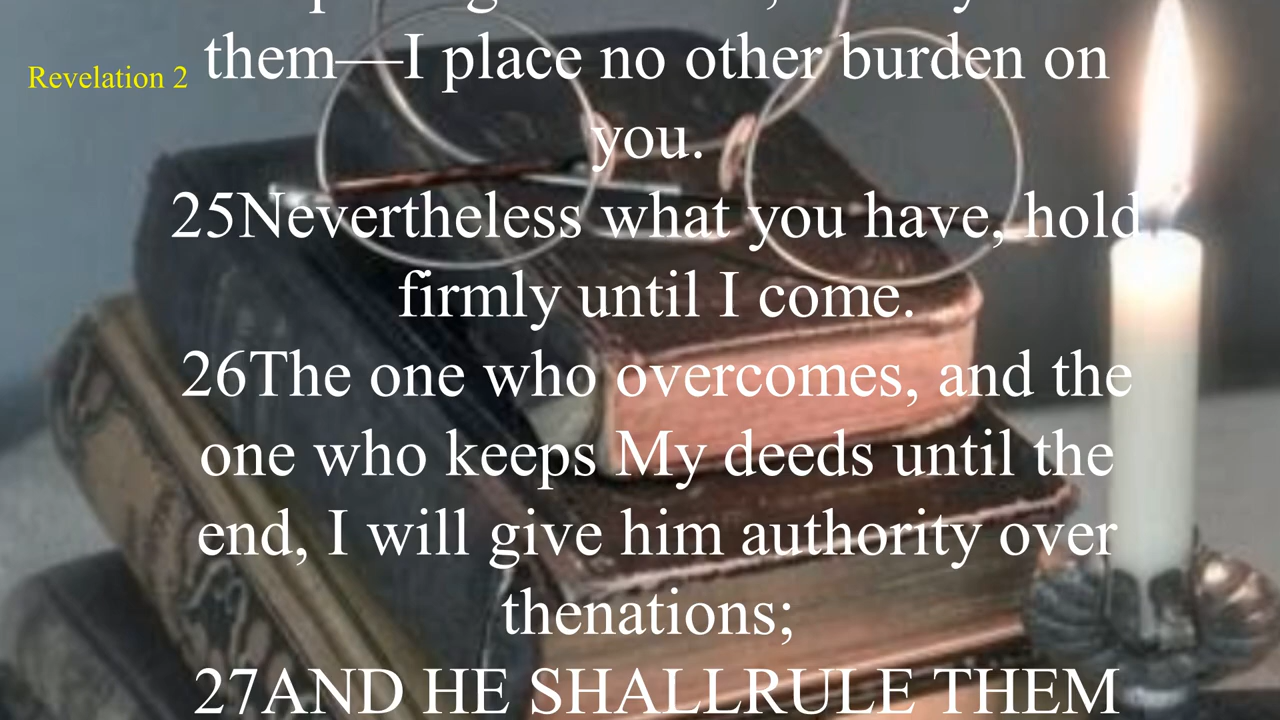 them—I place no other burden on
Revelation 2
you.
25Nevertheless what you have, hold
firmly until I come.
26The one who overcomes, and the
one who keeps My deeds until the
end, I will give him authority over
thenations;
27AND HE SHALLRULE THEM